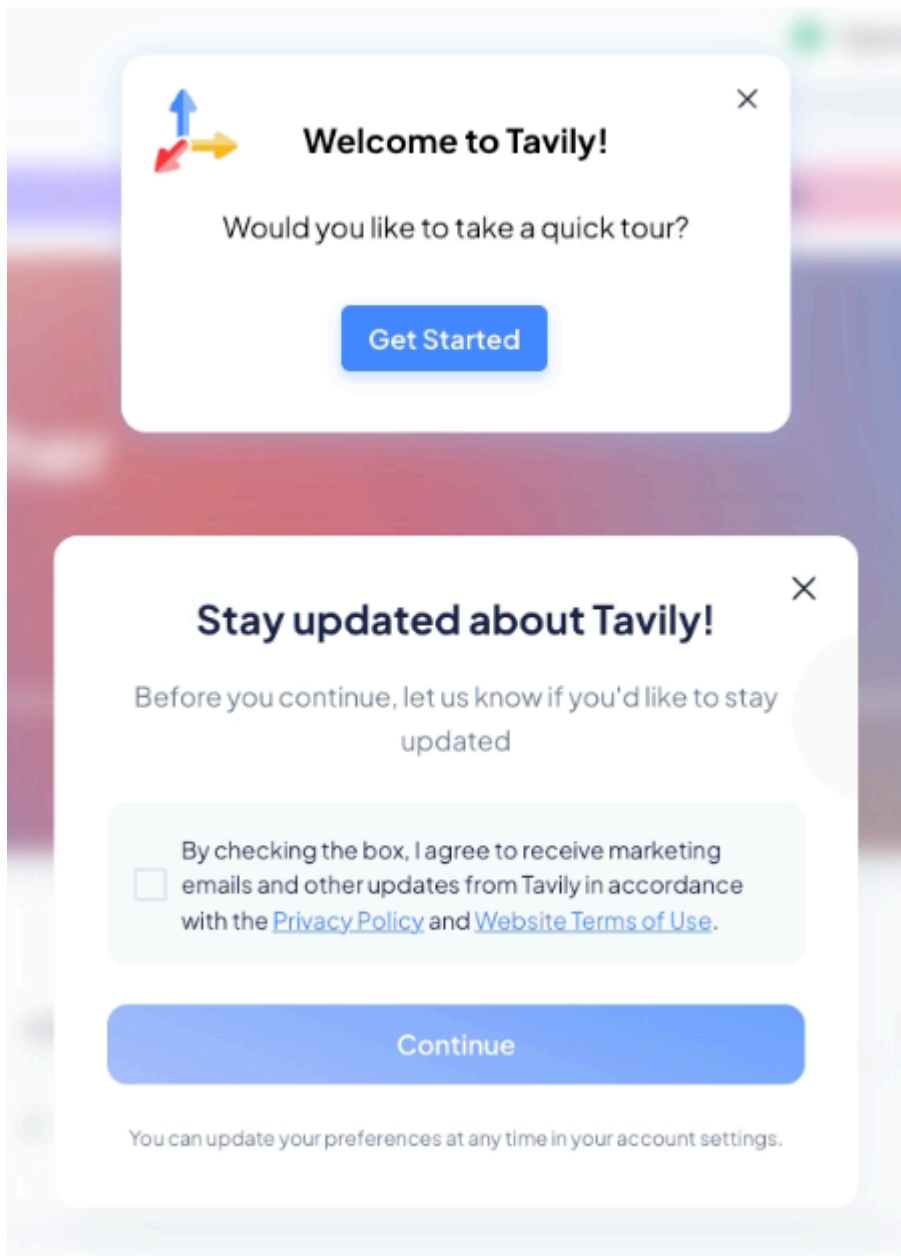 Welcome to Tavily!
Would you like to take a quick tour?
Get Started
Stay updated about Tavily!
Before you continue, let us know if you'd like to stay
updated
By checking the box, I agree to receive marketing
emails and other updates from Tavily in accordance
with the Privacy Policy and Website Terms of Use.
Continue
You can update your preferences at any time in your account settings.